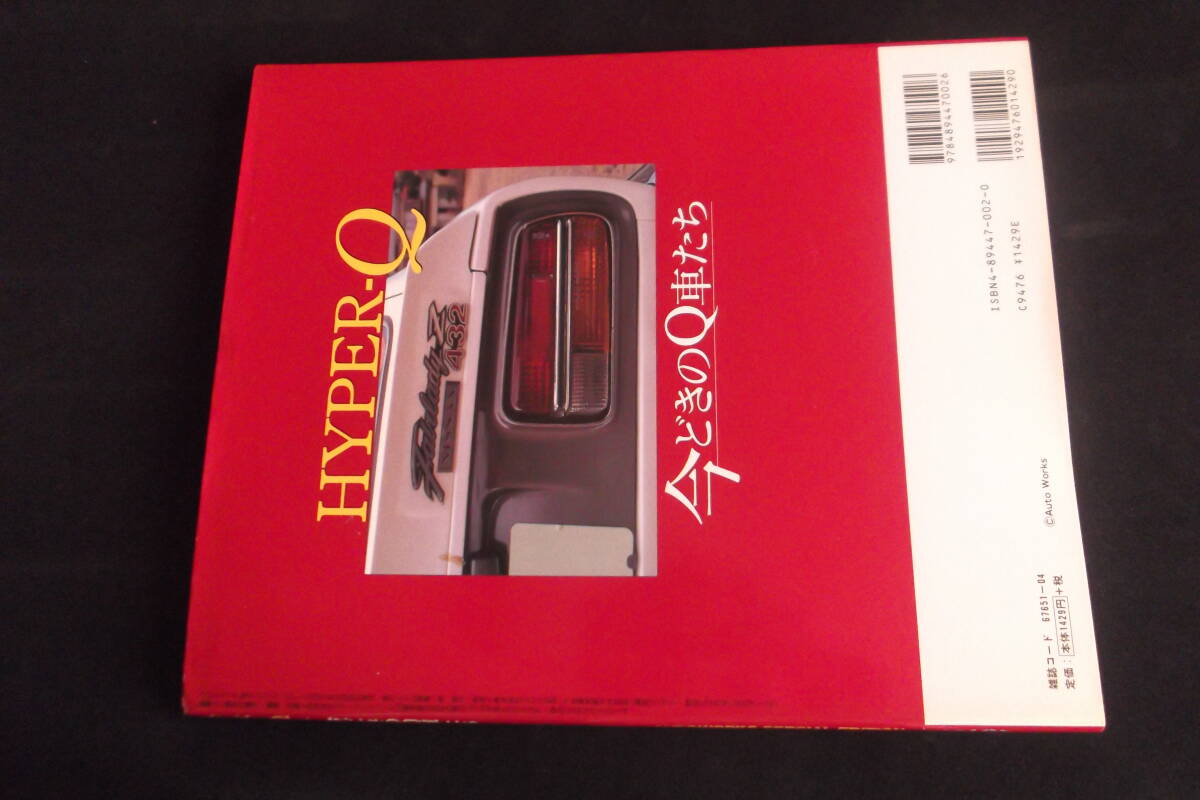 HYPER-Q
Fairlady Z
432
NISSAN
今どきのQ車たち
9784894470026
1929476014290
ISBN4-89447-002-0
C9476 ¥1429E
©Auto Works
雑誌コード 67651-04
定価:本体1429円+税